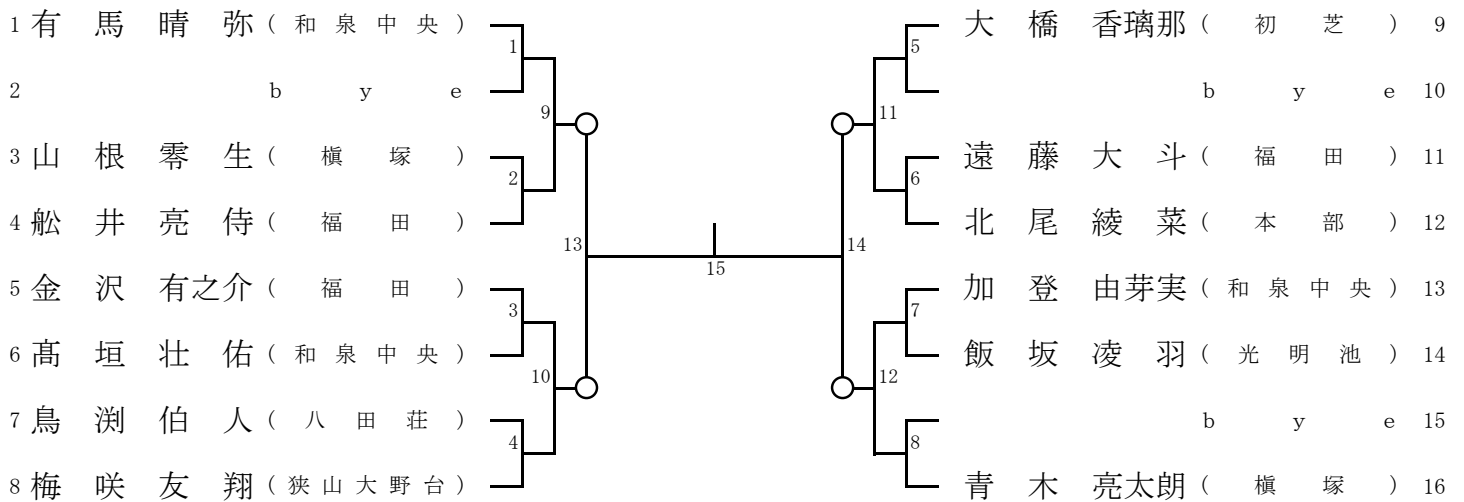 1 有馬晴弥 (和泉中央)
2 bye
3 山根零生 (槇塚)
4 舩井亮侍 (福田)
5 金沢有之介 (福田)
6 髙垣壮佑 (和泉中央)
7 鳥渕伯人 (八田荘)
8 梅咲友翔 (狭山大野台)
1
9
2
13
3
10
4
15
大橋香璃那 (初芝) 9
bye 10
遠藤大斗 (福田) 11
北尾綾菜 (本部) 12
加登由芽実 (和泉中央) 13
飯坂凌羽 (光明池) 14
bye 15
青木亮太朗 (槇塚) 16
5
11
6
14
7
12
8